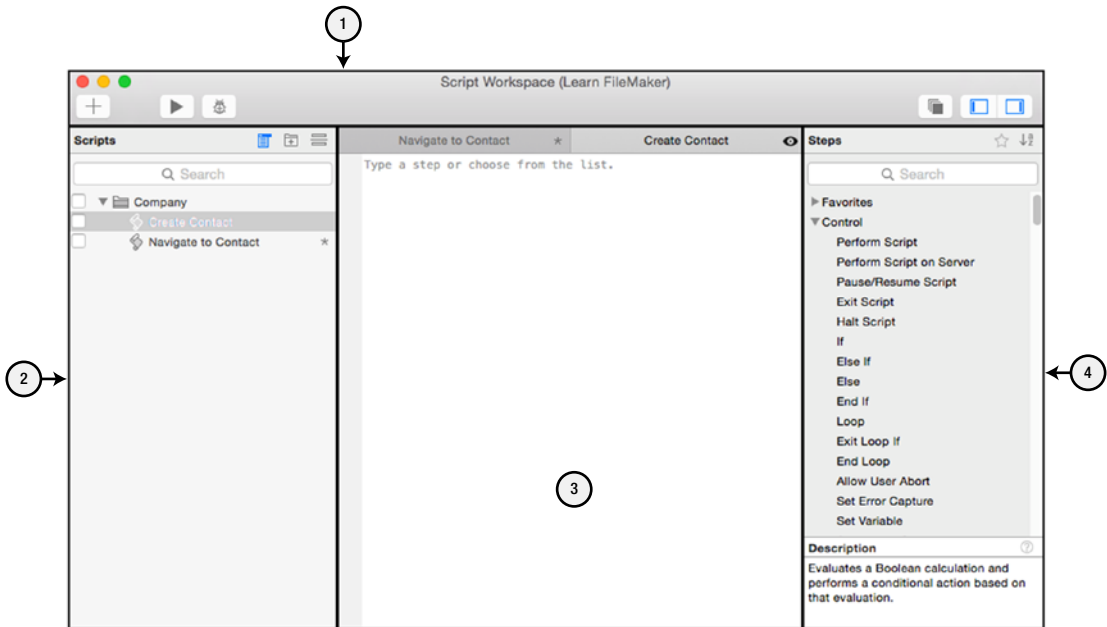 1
Script Workspace (Learn FileMaker)
Scripts
Search
Company
Create Contact
Navigate to Contact *
2
Navigate to Contact *
Create Contact
Type a step or choose from the list.
3
Steps
Search
Favorites
Control
Perform Script
Perform Script on Server
Pause/Resume Script
Exit Script
Halt Script
If
Else If
Else
End If
Loop
Exit Loop If
End Loop
Allow User Abort
Set Error Capture
Set Variable
Description ?
Evaluates a Boolean calculation and
performs a conditional action based on
that evaluation.
4